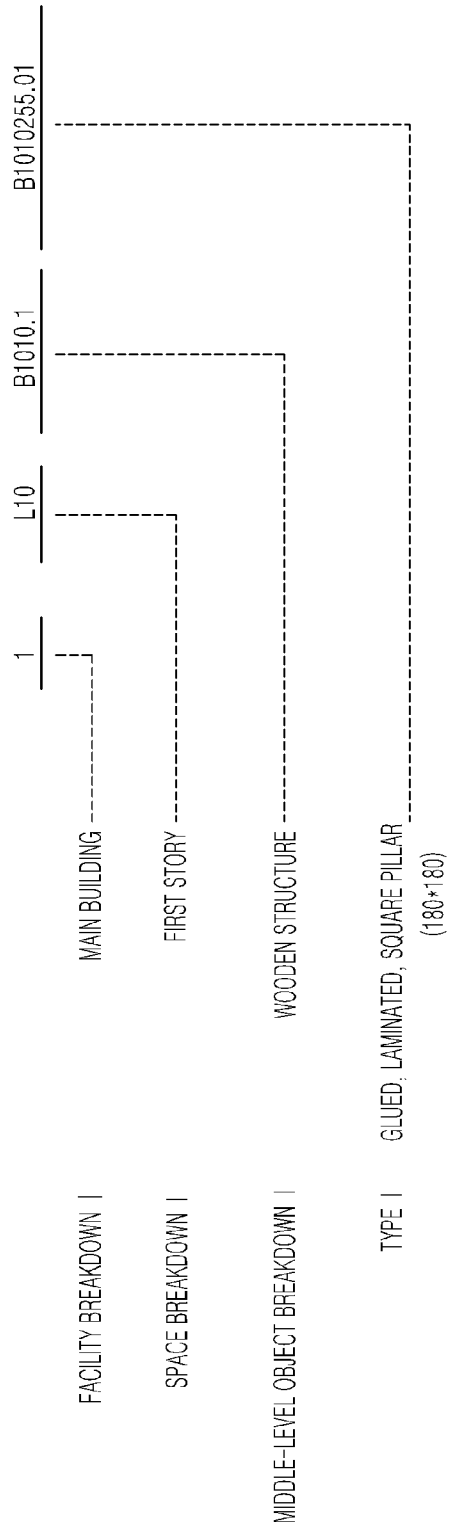 1 L10 B1010.1 B1010255.01
FACILITY BREAKDOWN | MAIN BUILDING
SPACE BREAKDOWN | FIRST STORY
MIDDLE-LEVEL OBJECT BREAKDOWN | WOODEN STRUCTURE
TYPE | GLUED, LAMINATED, SQUARE PILLAR
(180*180)